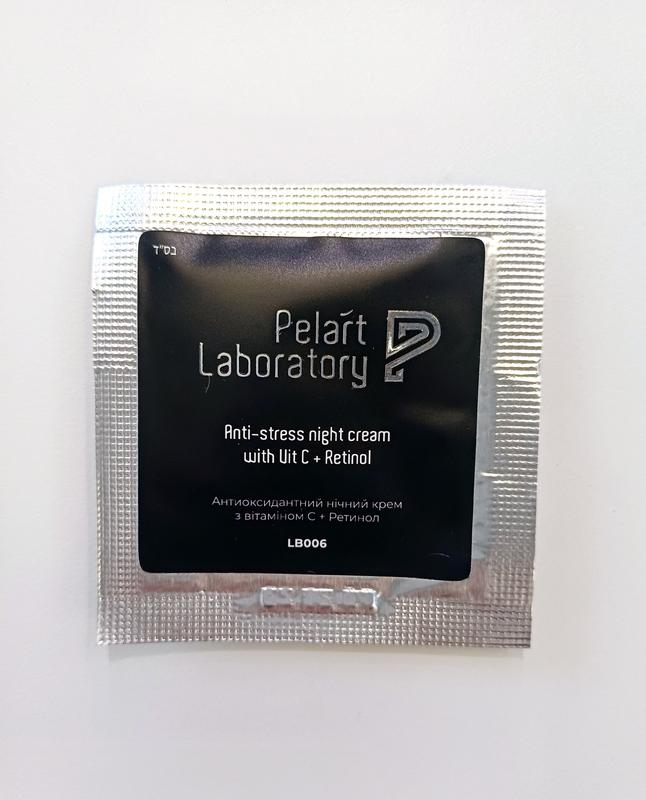 בס"ד
Pelart
Laboratory
Anti-stress night cream
with Vit C + Retinol
Антиоксидантний нічний крем
з вітаміном С + Ретинол
LB006